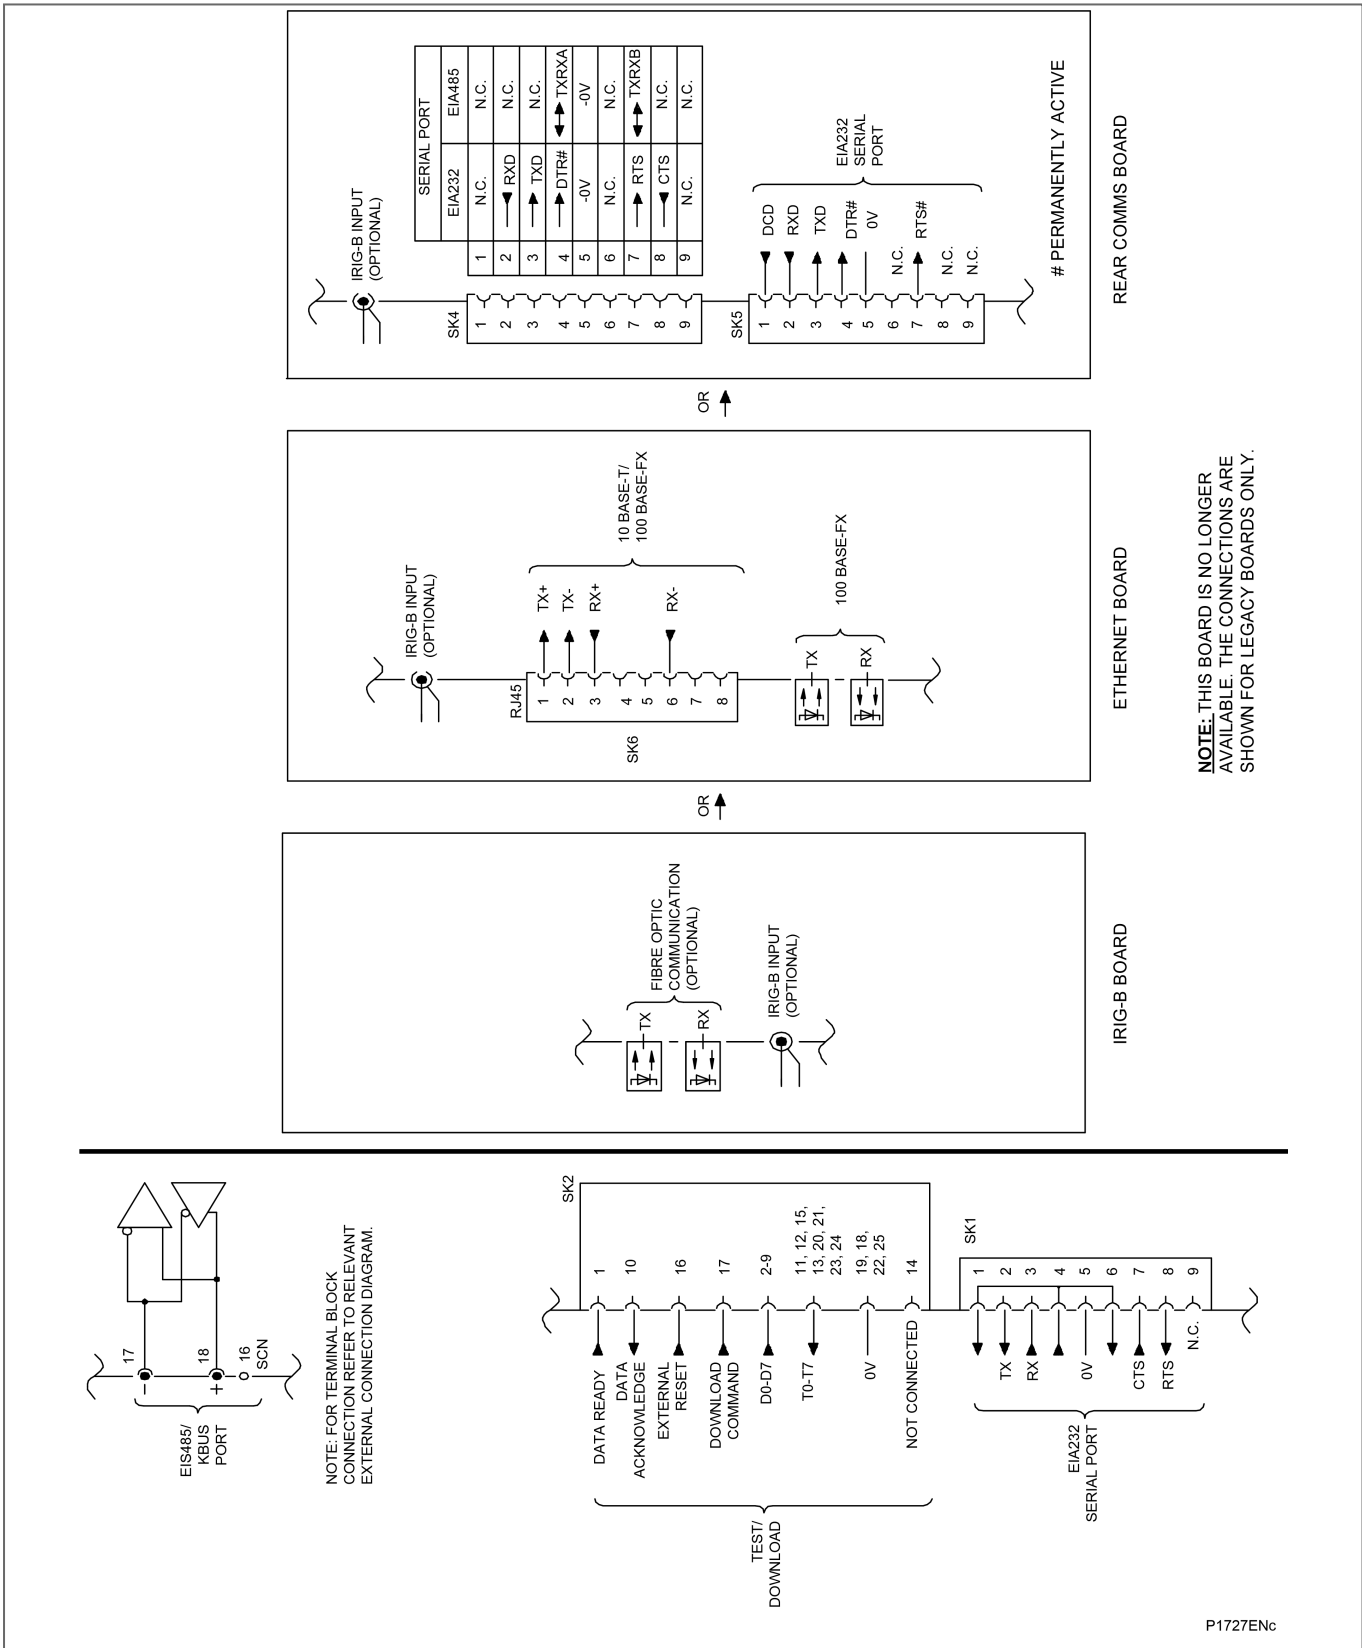 SERIAL PORT
EIA232
EIA485
1
N.C.
N.C.
2
RXD
N.C.
3
TXD
N.C.
4
DTR#
TXRXA
5
-0V
-0V
6
N.C.
N.C.
7
RTS
TXRXB
8
CTS
N.C.
9
N.C.
N.C.
IRIG-B INPUT
(OPTIONAL)
SK4
1
2
3
4
5
6
7
8
9
SK5
1
2
3
4
5
6
7
8
9
DCD
RXD
TXD
DTR#
0V
N.C.
RTS#
N.C.
N.C.
EIA232
SERIAL
PORT
# PERMANENTLY ACTIVE
REAR COMMS BOARD
OR
IRIG-B INPUT
(OPTIONAL)
RJ45
1
2
3
4
5
6
7
8
SK6
TX+
TX-
RX+
RX-
10 BASE-T/
100 BASE-FX
TX
RX
100 BASE-FX
ETHERNET BOARD
NOTE: THIS BOARD IS NO LONGER
AVAILABLE. THE CONNECTIONS ARE
SHOWN FOR LEGACY BOARDS ONLY.
OR
TX
RX
FIBRE OPTIC
COMMUNICATION
(OPTIONAL)
IRIG-B INPUT
(OPTIONAL)
IRIG-B BOARD
17
18
16
SCN
-
+
EIS485/
KBUS
PORT
NOTE: FOR TERMINAL BLOCK
CONNECTION REFER TO RELEVANT
EXTERNAL CONNECTION DIAGRAM.
SK2
1
10
16
17
2-9
11, 12, 15,
13, 20, 21,
23, 24
19, 18,
22, 25
14
DATA READY
DATA
ACKNOWLEDGE
EXTERNAL
RESET
DOWNLOAD
COMMAND
D0-D7
T0-T7
0V
NOT CONNECTED
TEST/
DOWNLOAD
SK1
1
2
3
4
5
6
7
8
9
TX
RX
0V
CTS
RTS
N.C.
EIA232
SERIAL PORT
P1727ENc